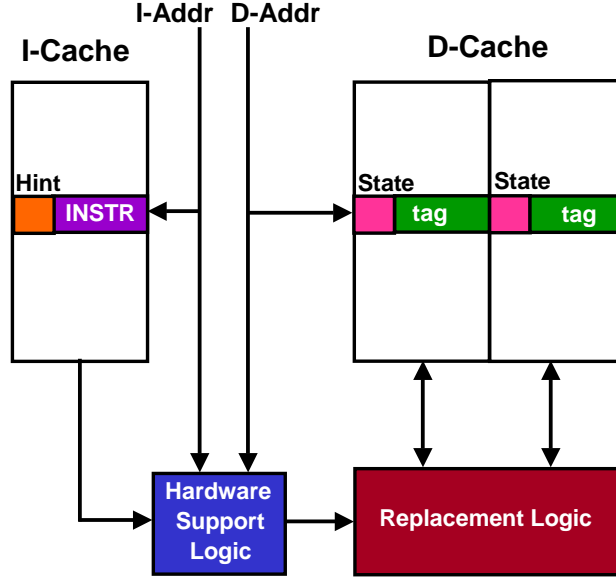 I-Addr D-Addr
I-Cache
D-Cache
Hint
INSTR
State
tag
State
tag
Hardware
Support
Logic
Replacement Logic